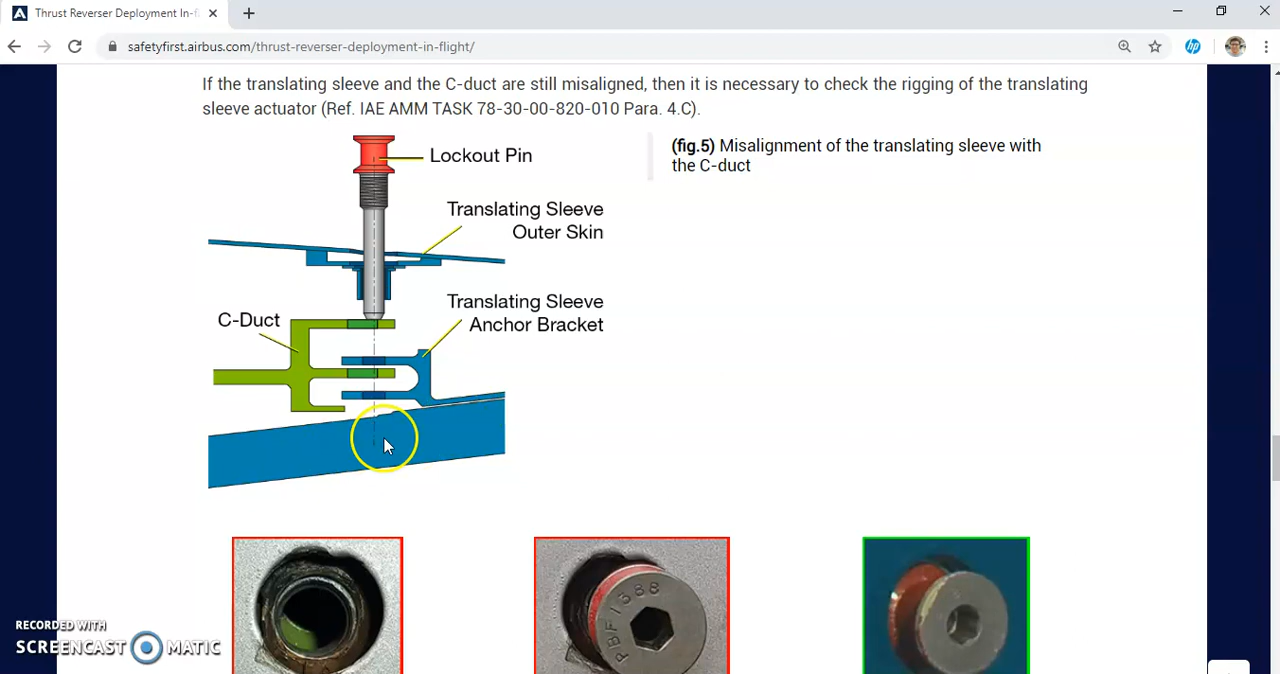 Thrust Reverser Deployment In-fl
safetyfirst.airbus.com/thrust-reverser-deployment-in-flight/
If the translating sleeve and the C-duct are still misaligned, then it is necessary to check the rigging of the translating
sleeve actuator (Ref. IAE AMM TASK 78-30-00-820-010 Para. 4.C).
Lockout Pin
(fig.5) Misalignment of the translating sleeve with
the C-duct
Translating Sleeve
Outer Skin
Translating Sleeve
Anchor Bracket
C-Duct
PBF1388
RECORDED WITH
SCREENCAST MATIC